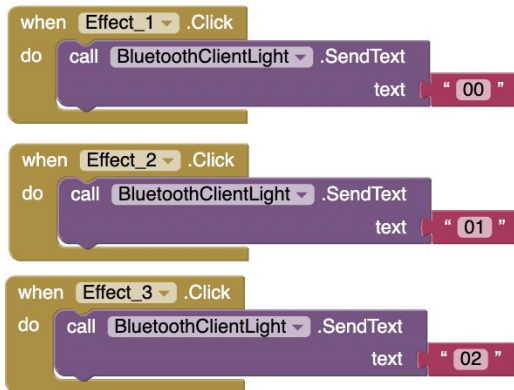 when Effect_1 .Click
do call BluetoothClientLight .SendText
text " 00 "
when Effect_2 .Click
do call BluetoothClientLight .SendText
text " 01 "
when Effect_3 .Click
do call BluetoothClientLight .SendText
text " 02 "